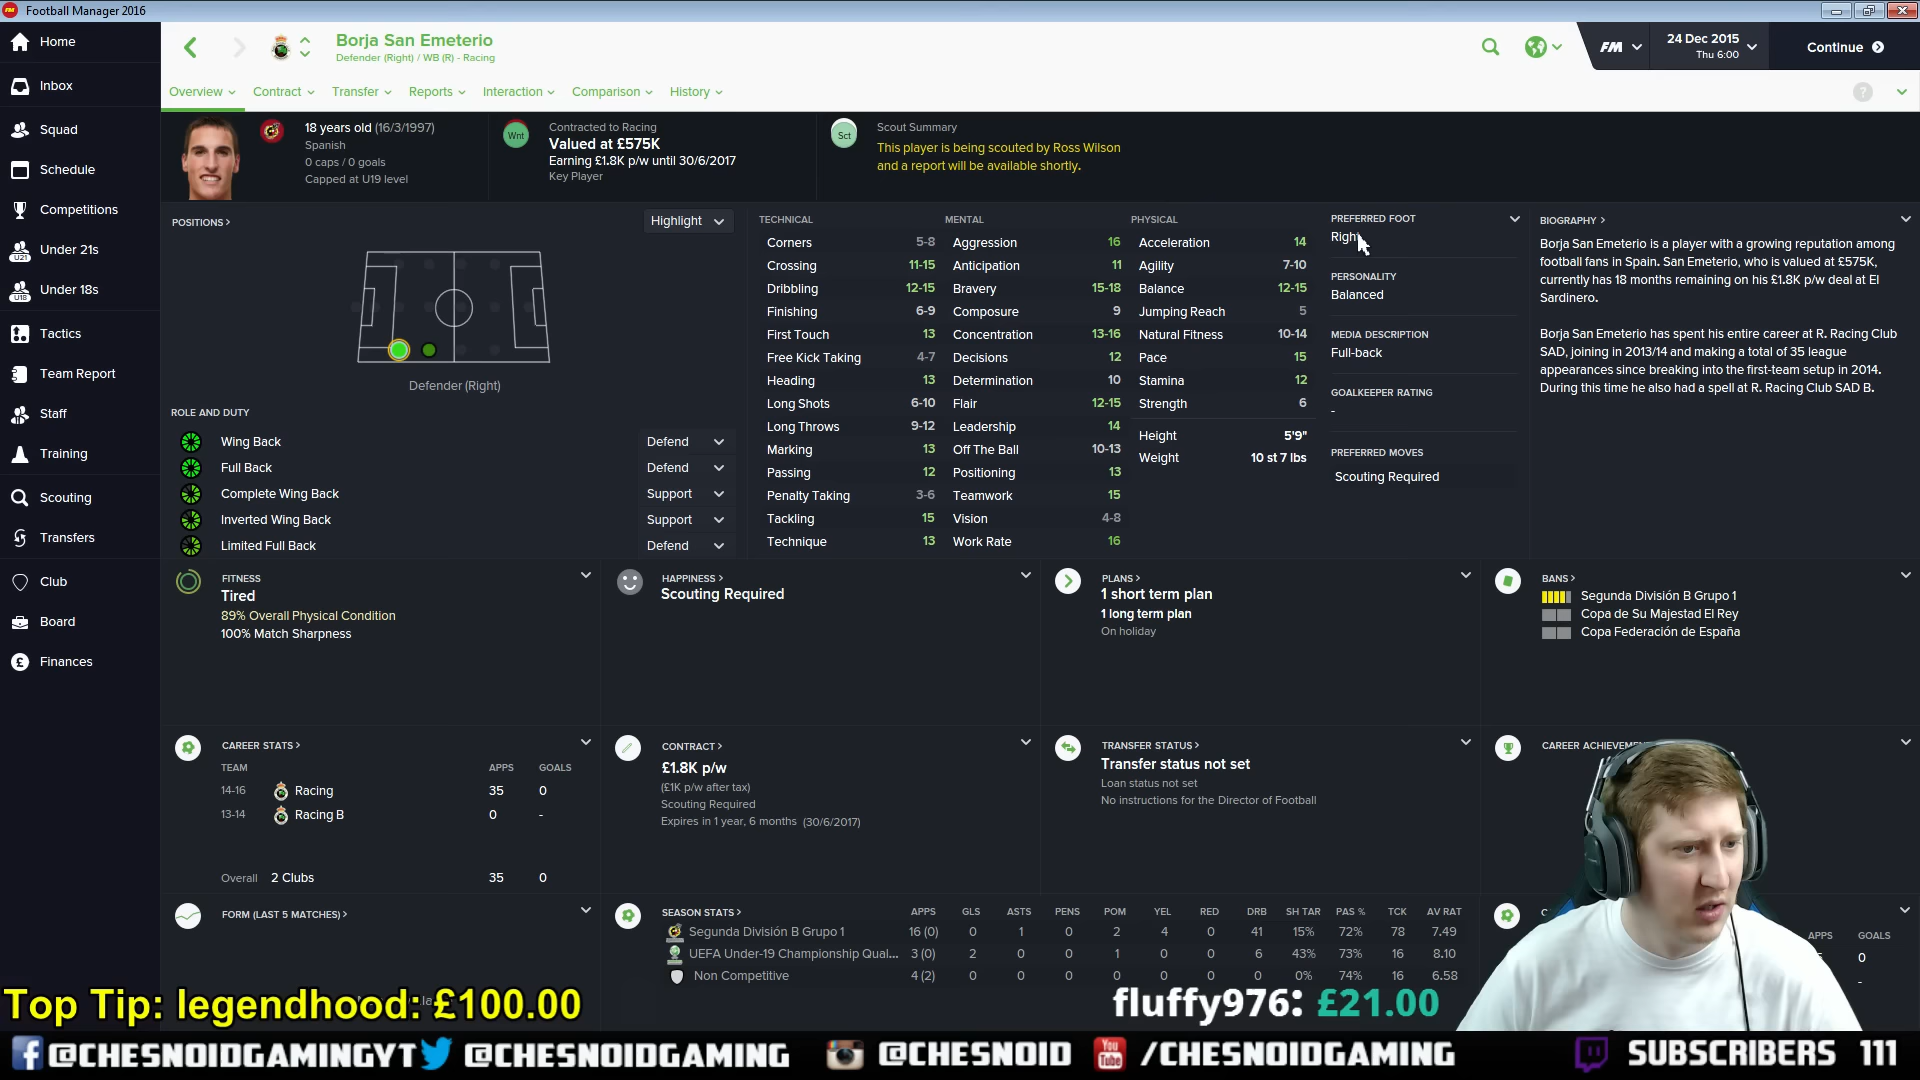 Football Manager 2016
Home
Inbox
Squad
Schedule
Competitions
Under 21s
Under 18s
Tactics
Team Report
Staff
Training
Scouting
Transfers
Club
Board
Finances
Borja San Emeterio
Defender (Right) / WB (R) - Racing
FM
24 Dec 2015
Thu 6:00
Continue
Overview
Contract
Transfer
Reports
Interaction
Comparison
History
?
18 years old (16/3/1997)
Spanish
0 caps / 0 goals
Capped at U19 level
Wnt
Contracted to Racing
Valued at £575K
Earning £1.8K p/w until 30/6/2017
Key Player
Sct
Scout Summary
This player is being scouted by Ross Wilson
and a report will be available shortly.
POSITIONS >
Highlight
Defender (Right)
ROLE AND DUTY
Wing Back Defend
Full Back Defend
Complete Wing Back Support
Inverted Wing Back Support
Limited Full Back Defend
TECHNICAL
Corners 5-8
Crossing 11-15
Dribbling 12-15
Finishing 6-9
First Touch 13
Free Kick Taking 4-7
Heading 13
Long Shots 6-10
Long Throws 9-12
Marking 13
Passing 12
Penalty Taking 3-6
Tackling 15
Technique 13
MENTAL
Aggression 16
Anticipation 11
Bravery 15-18
Composure 9
Concentration 13-16
Decisions 12
Determination 10
Flair 12-15
Leadership 14
Off The Ball 10-13
Positioning 13
Teamwork 15
Vision 4-8
Work Rate 16
PHYSICAL
Acceleration 14
Agility 7-10
Balance 12-15
Jumping Reach 5
Natural Fitness 10-14
Pace 15
Stamina 12
Strength 6
Height 5'9"
Weight 10 st 7 lbs
PREFERRED FOOT
Right
PERSONALITY
Balanced
MEDIA DESCRIPTION
Full-back
GOALKEEPER RATING
-
PREFERRED MOVES
Scouting Required
BIOGRAPHY >
Borja San Emeterio is a player with a growing reputation among
football fans in Spain. San Emeterio, who is valued at £575K,
currently has 18 months remaining on his £1.8K p/w deal at El
Sardinero.
Borja San Emeterio has spent his entire career at R. Racing Club
SAD, joining in 2013/14 and making a total of 35 league
appearances since breaking into the first-team setup in 2014.
During this time he also had a spell at R. Racing Club SAD B.
FITNESS
Tired
89% Overall Physical Condition
100% Match Sharpness
HAPPINESS >
Scouting Required
PLANS >
1 short term plan
1 long term plan
On holiday
BANS >
Segunda División B Grupo 1
Copa de Su Majestad El Rey
Copa Federación de España
CAREER STATS >
TEAM APPS GOALS
14-16 Racing 35 0
13-14 Racing B 0 -
Overall 2 Clubs 35 0
CONTRACT >
£1.8K p/w
(£1K p/w after tax)
Scouting Required
Expires in 1 year, 6 months (30/6/2017)
TRANSFER STATUS >
Transfer status not set
Loan status not set
No instructions for the Director of Football
FORM (LAST 5 MATCHES) >
SEASON STATS > APPS GLS ASTS PENS POM YEL RED DRB SH TAR PAS % TCK AV RAT
Segunda División B Grupo 1 16 (0) 0 1 0 2 4 0 41 15% 72% 78 7.49
UEFA Under-19 Championship Qual... 3 (0) 2 0 0 1 0 0 6 43% 73% 16 8.10
Non Competitive 4 (2) 0 0 0 0 0 0 0 0% 74% 16 6.58
APPS GOALS
0
-
Top Tip: legendhood: £100.00
fluffy976: £21.00
@CHESNOIDGAMINGYT @CHESNOIDGAMING @CHESNOID You Tube /CHESNOIDGAMING SUBSCRIBERS 111